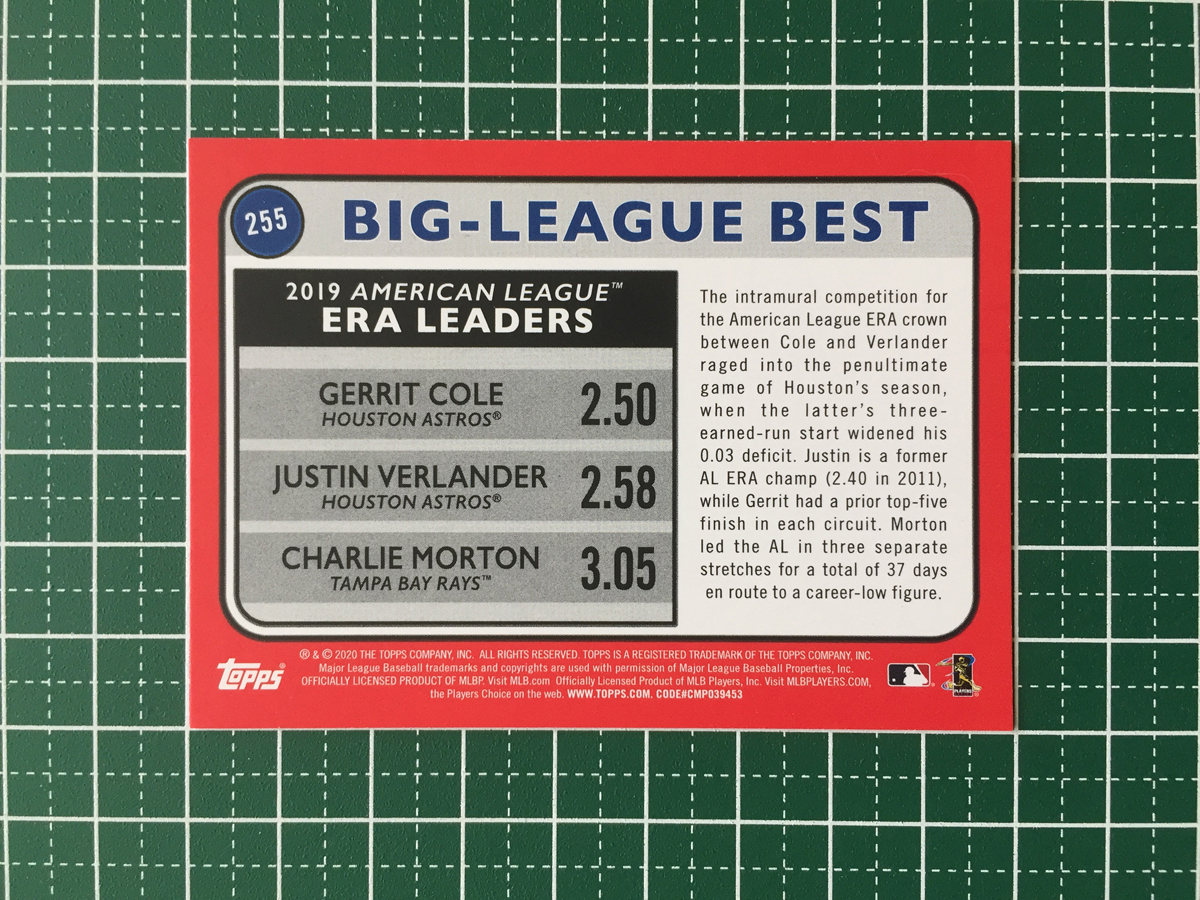 255
BIG-LEAGUE BEST
2019 AMERICAN LEAGUE™
ERA LEADERS
GERRIT COLE
HOUSTON ASTROS®
2.50
JUSTIN VERLANDER
HOUSTON ASTROS®
2.58
CHARLIE MORTON
TAMPA BAY RAYS™
3.05
The intramural competition for
the American League ERA crown
between Cole and Verlander
raged into the penultimate
game of Houston's season,
when the latter's three-
earned-run start widened his
0.03 deficit. Justin is a former
AL ERA champ (2.40 in 2011),
while Gerrit had a prior top-five
finish in each circuit. Morton
led the AL in three separate
stretches for a total of 37 days
en route to a career-low figure.
topps®
® & © 2020 THE TOPPS COMPANY, INC. ALL RIGHTS RESERVED. TOPPS IS A REGISTERED TRADEMARK OF THE TOPPS COMPANY, INC.
Major League Baseball trademarks and copyrights are used with permission of Major League Baseball Properties, Inc.
OFFICIALLY LICENSED PRODUCT OF MLBP. Visit MLB.com Officially Licensed Product of MLB Players, Inc. Visit MLBPLAYERS.COM,
the Players Choice on the web. WWW.TOPPS.COM. CODE#CMP039453
PLAYERS